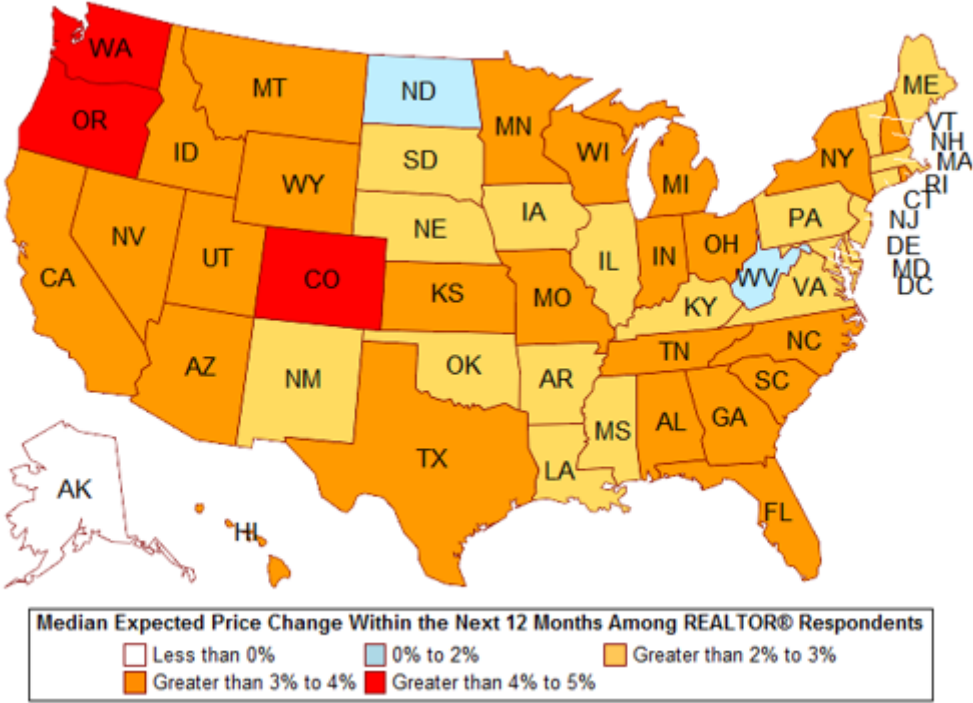 WA
MT
ND
OR
ID
MN
ME
VT
NH
MA
RI
CT
NJ
DE
MD
DC
WY
SD
WI
MI
NY
NV
UT
CO
NE
IA
PA
CA
KS
MO
IL
IN
OH
WV
VA
KY
AZ
NM
OK
AR
TN
NC
SC
MS
AL
GA
TX
LA
FL
AK
HI
Median Expected Price Change Within the Next 12 Months Among REALTOR® Respondents
Less than 0% 0% to 2% Greater than 2% to 3%
Greater than 3% to 4% Greater than 4% to 5%